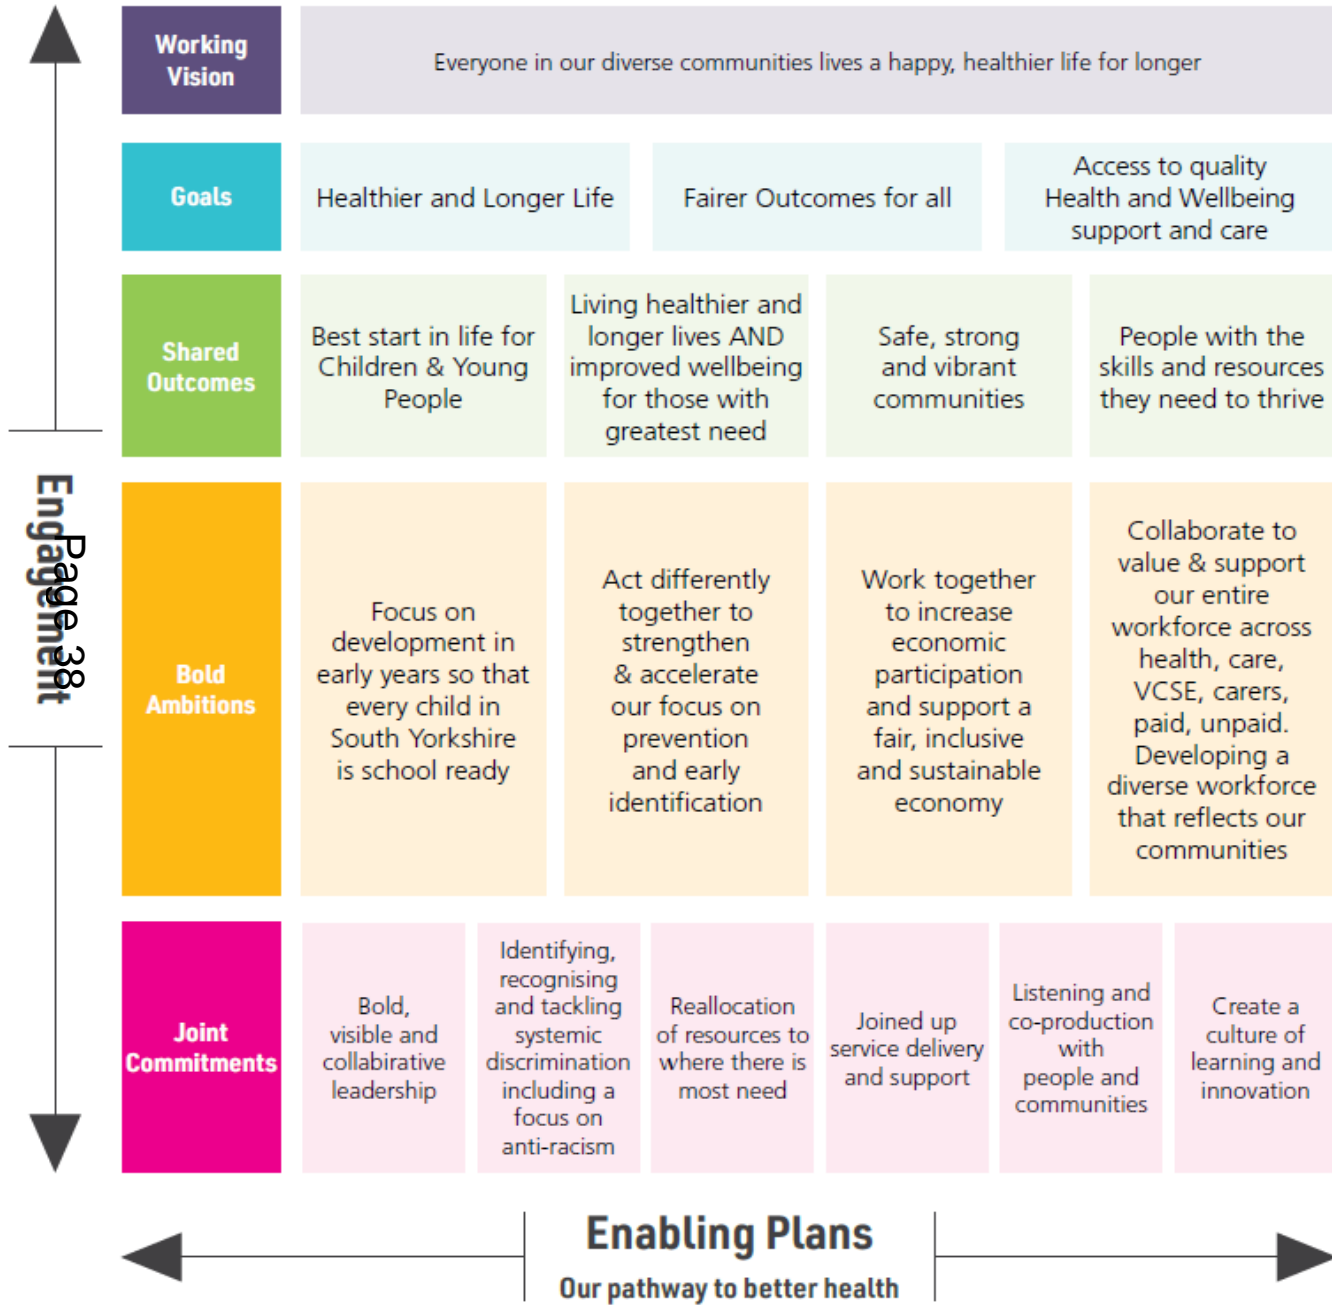 Working
Vision
Everyone in our diverse communities lives a happy, healthier life for longer
Goals
Healthier and Longer Life
Fairer Outcomes for all
Access to quality
Health and Wellbeing
support and care
Shared
Outcomes
Best start in life for
Children & Young
People
Living healthier and
longer lives AND
improved wellbeing
for those with
greatest need
Safe, strong
and vibrant
communities
People with the
skills and resources
they need to thrive
Engagement
Page 38
Bold
Ambitions
Focus on
development in
early years so that
every child in
South Yorkshire
is school ready
Act differently
together to
strengthen
& accelerate
our focus on
prevention
and early
identification
Work together
to increase
economic
participation
and support a
fair, inclusive
and sustainable
economy
Collaborate to
value & support
our entire
workforce across
health, care,
VCSE, carers,
paid, unpaid.
Developing a
diverse workforce
that reflects our
communities
Joint
Commitments
Bold,
visible and
collabirative
leadership
Identifying,
recognising
and tackling
systemic
discrimination
including a
focus on
anti-racism
Reallocation
of resources to
where there is
most need
Joined up
service delivery
and support
Listening and
co-production
with
people and
communities
Create a
culture of
learning and
innovation
Enabling Plans
Our pathway to better health